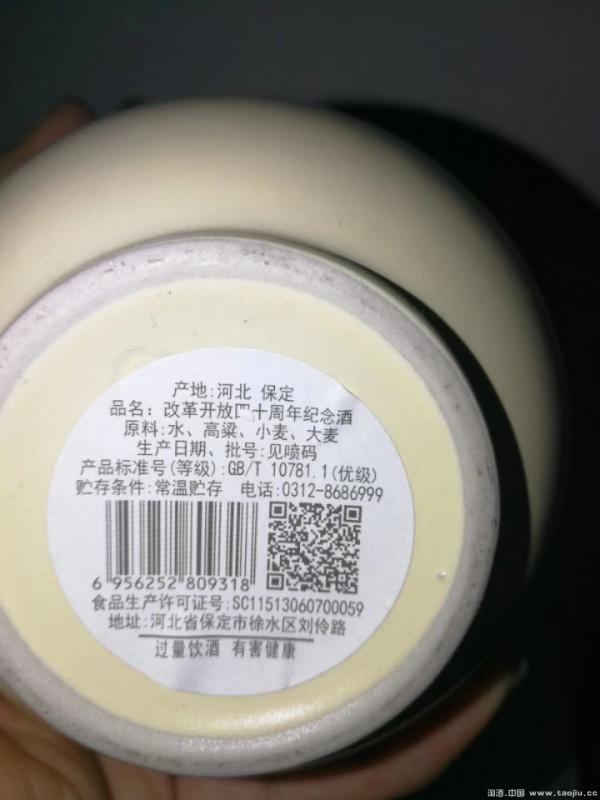 产地:河北 保定
品名: 改革开放四十周年纪念酒
原料:水、高粱、小麦、大麦
生产日期、批号:见喷码
产品标准号(等级):GB/T 10781.1(优级)
贮存条件:常温贮存 电话:0312-8686999
6 956252 809318
食品生产许可证号:SC11513060700059
地址:河北省保定市徐水区刘伶路
过量饮酒 有害健康
淘酒.中国 www.taojiu.cc